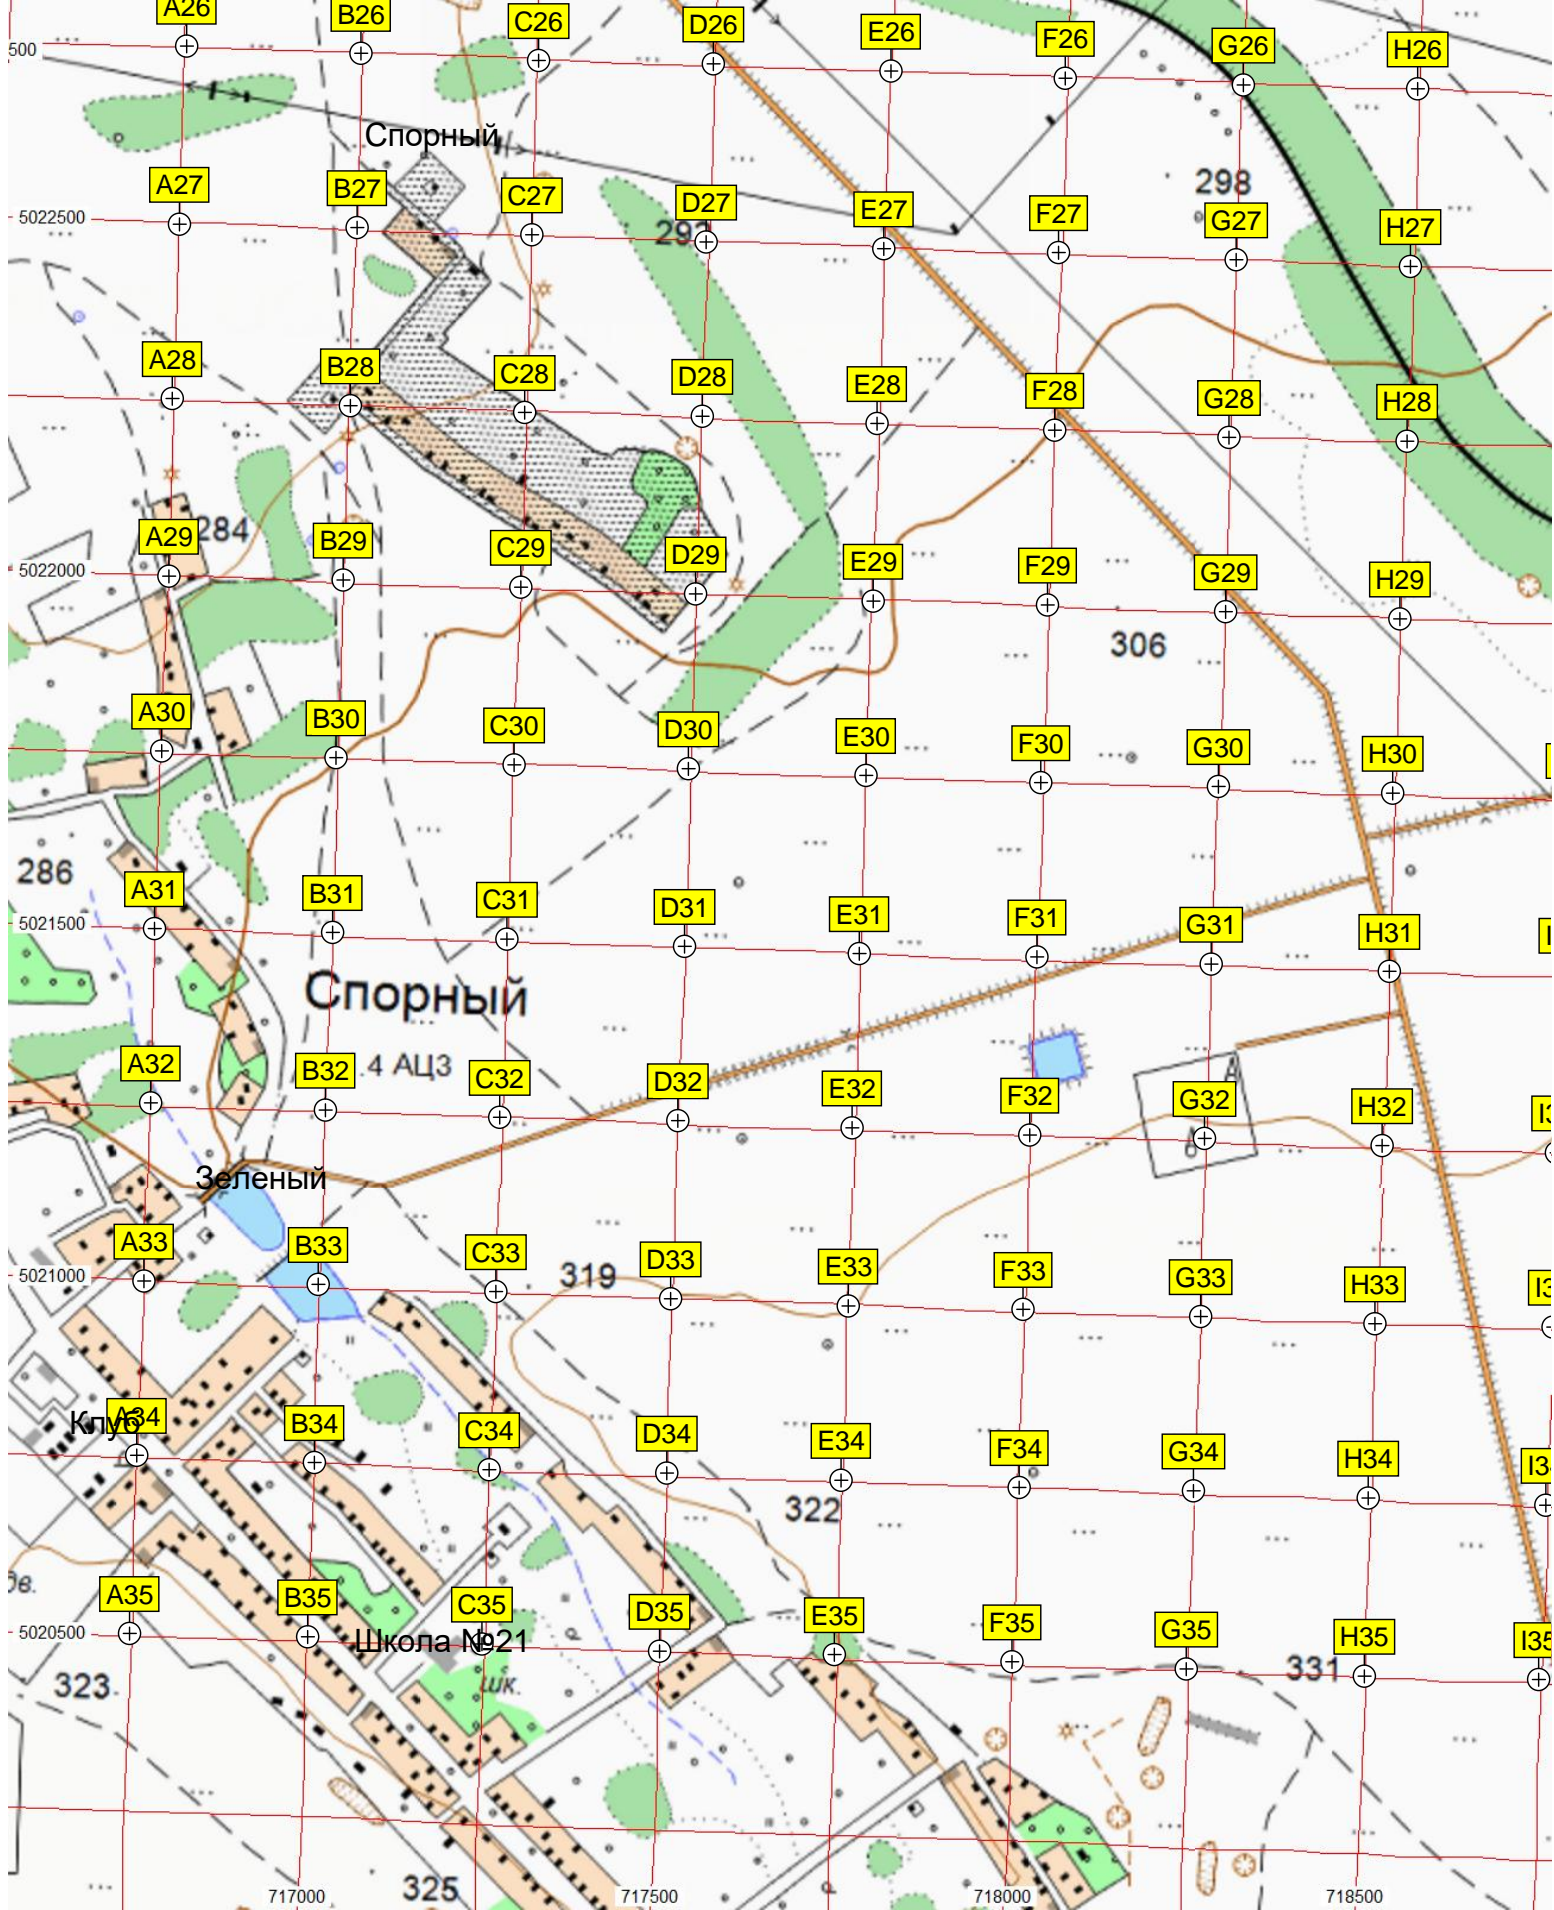 A26 B26 C26 D26 E26 F26 G26 H26
500
Спорный
298
A27 B27 C27 D27 E27 F27 G27 H27
5022500
A28 B28 C28 D28 E28 F28 G28 H28
284
A29 B29 C29 D29 E29 F29 G29 H29
5022000
306
A30 B30 C30 D30 E30 F30 G30 H30
286
A31 B31 C31 D31 E31 F31 G31 H31
5021500
Спорный
4 АЦЗ
A32 B32 C32 D32 E32 F32 G32 H32
Зеленый
A33 B33 C33 D33 E33 F33 G33 H33
5021000
319
Клуб
A34 B34 C34 D34 E34 F34 G34 H34
322
A35 B35 C35 D35 E35 F35 G35 H35 I35
5020500
Школа №21
331
323
шк.
325
717000 717500 718000 718500